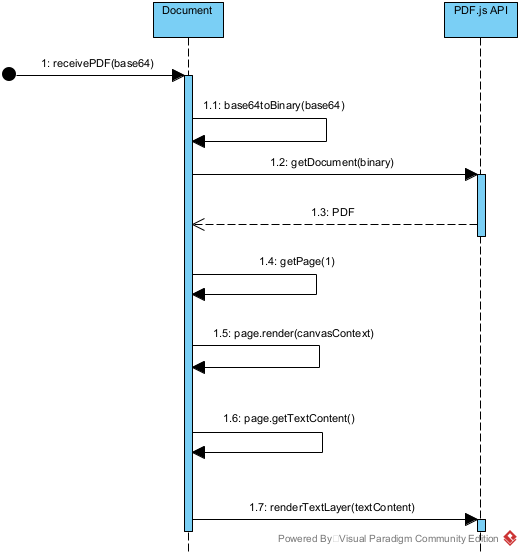 Document
PDF.js API
1: receivePDF(base64)
1.1: base64toBinary(base64)
1.2: getDocument(binary)
1.3: PDF
1.4: getPage(1)
1.5: page.render(canvasContext)
1.6: page.getTextContent()
1.7: renderTextLayer(textContent)
Powered By Visual Paradigm Community Edition